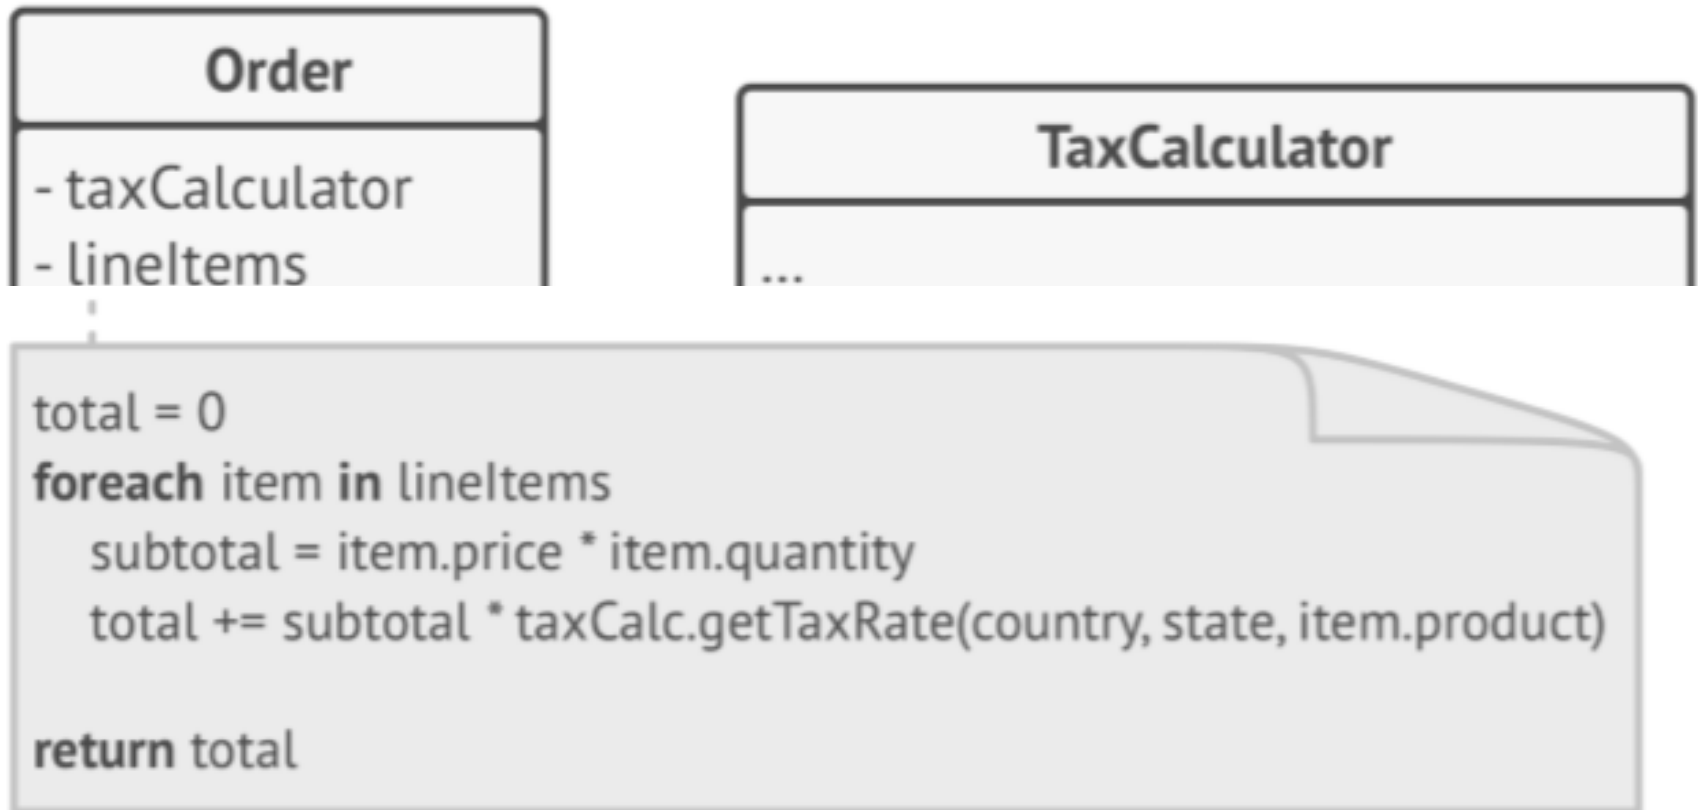 Order
- taxCalculator
- lineItems
TaxCalculator
...
total = 0
foreach item in lineItems
subtotal = item.price * item.quantity
total += subtotal * taxCalc.getTaxRate(country, state, item.product)
return total